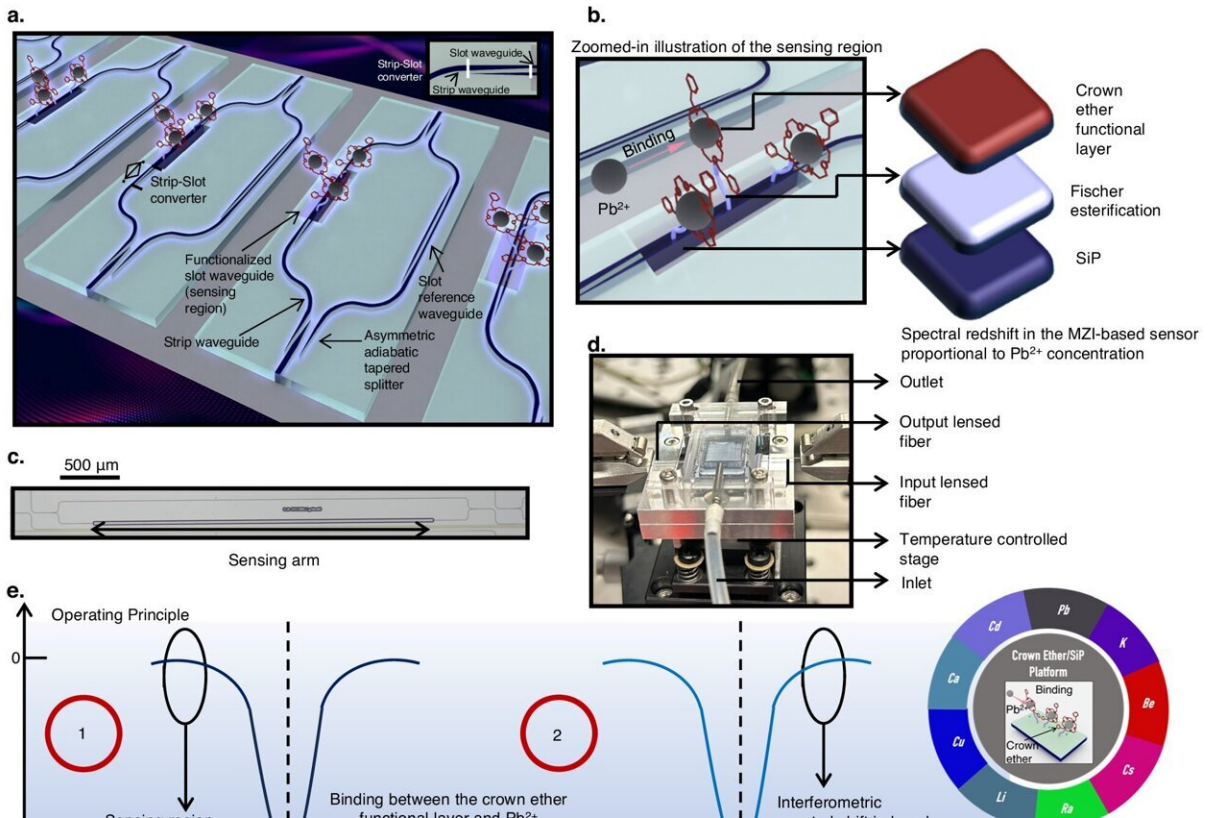 a.
Slot waveguide
Strip-Slot
converter
Strip waveguide
Strip-Slot
converter
Functionalized
slot waveguide
(sensing
region)
Slot
reference
waveguide
Strip waveguide
Asymmetric
adiabatic
tapered
splitter
b.
Zoomed-in illustration of the sensing region
Binding
Pb²⁺
Crown
ether
functional
layer
Fischer
esterification
SiP
Spectral redshift in the MZI-based sensor
proportional to Pb²⁺ concentration
c.
500 µm
Sensing arm
d.
Outlet
Output lensed
fiber
Input lensed
fiber
Temperature controlled
stage
Inlet
e.
Operating Principle
0
1
2
Binding between the crown ether
functional layer and Pb²⁺
Interferometric
Sensing region
Pb
K
Be
Cs
Ra
Li
Cu
Ca
Cd
Crown Ether/SiP
Platform
Binding
Pb²⁺
Crown
ether